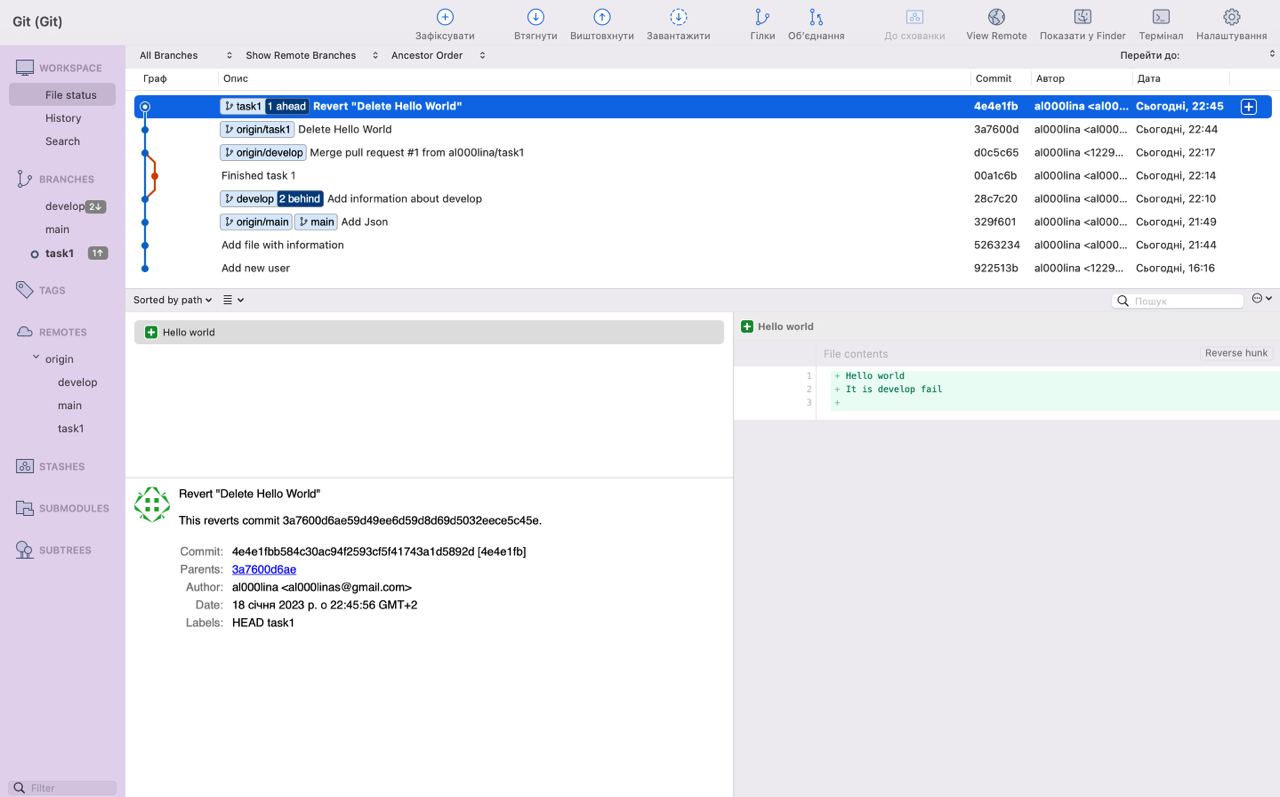 Git (Git)
Зафіксувати
Втягнути
Виштовхнути
Завантажити
Гілки
Об'єднання
До схованки
View Remote
Показати у Finder
Термінал
Налаштування
WORKSPACE
File status
History
Search
BRANCHES
develop 2↓
main
task1 1↑
TAGS
REMOTES
origin
develop
main
task1
STASHES
SUBMODULES
SUBTREES
Filter
All Branches Show Remote Branches Ancestor Order Перейти до:
Граф Опис Commit Автор Дата
task1 1 ahead Revert "Delete Hello World" 4e4e1fb al000lina <al00... Сьогодні, 22:45
origin/task1 Delete Hello World 3a7600d al000lina <al000... Сьогодні, 22:44
origin/develop Merge pull request #1 from al000lina/task1 d0c5c65 al000lina <1229... Сьогодні, 22:17
Finished task 1 00a1c6b al000lina <al000... Сьогодні, 22:14
develop 2 behind Add information about develop 28c7c20 al000lina <al000... Сьогодні, 22:10
origin/main main Add Json 329f601 al000lina <al000... Сьогодні, 21:49
Add file with information 5263234 al000lina <al000... Сьогодні, 21:44
Add new user 922513b al000lina <1229... Сьогодні, 16:16
Sorted by path
Пошук
Hello world
Hello world
File contents Reverse hunk
1 + Hello world
2 + It is develop fail
3 +
Revert "Delete Hello World"
This reverts commit 3a7600d6ae59d49ee6d59d8d69d5032eece5c45e.
Commit: 4e4e1fbb584c30ac94f2593cf5f41743a1d5892d [4e4e1fb]
Parents: 3a7600d6ae
Author: al000lina <al000linas@gmail.com>
Date: 18 січня 2023 р. о 22:45:56 GMT+2
Labels: HEAD task1